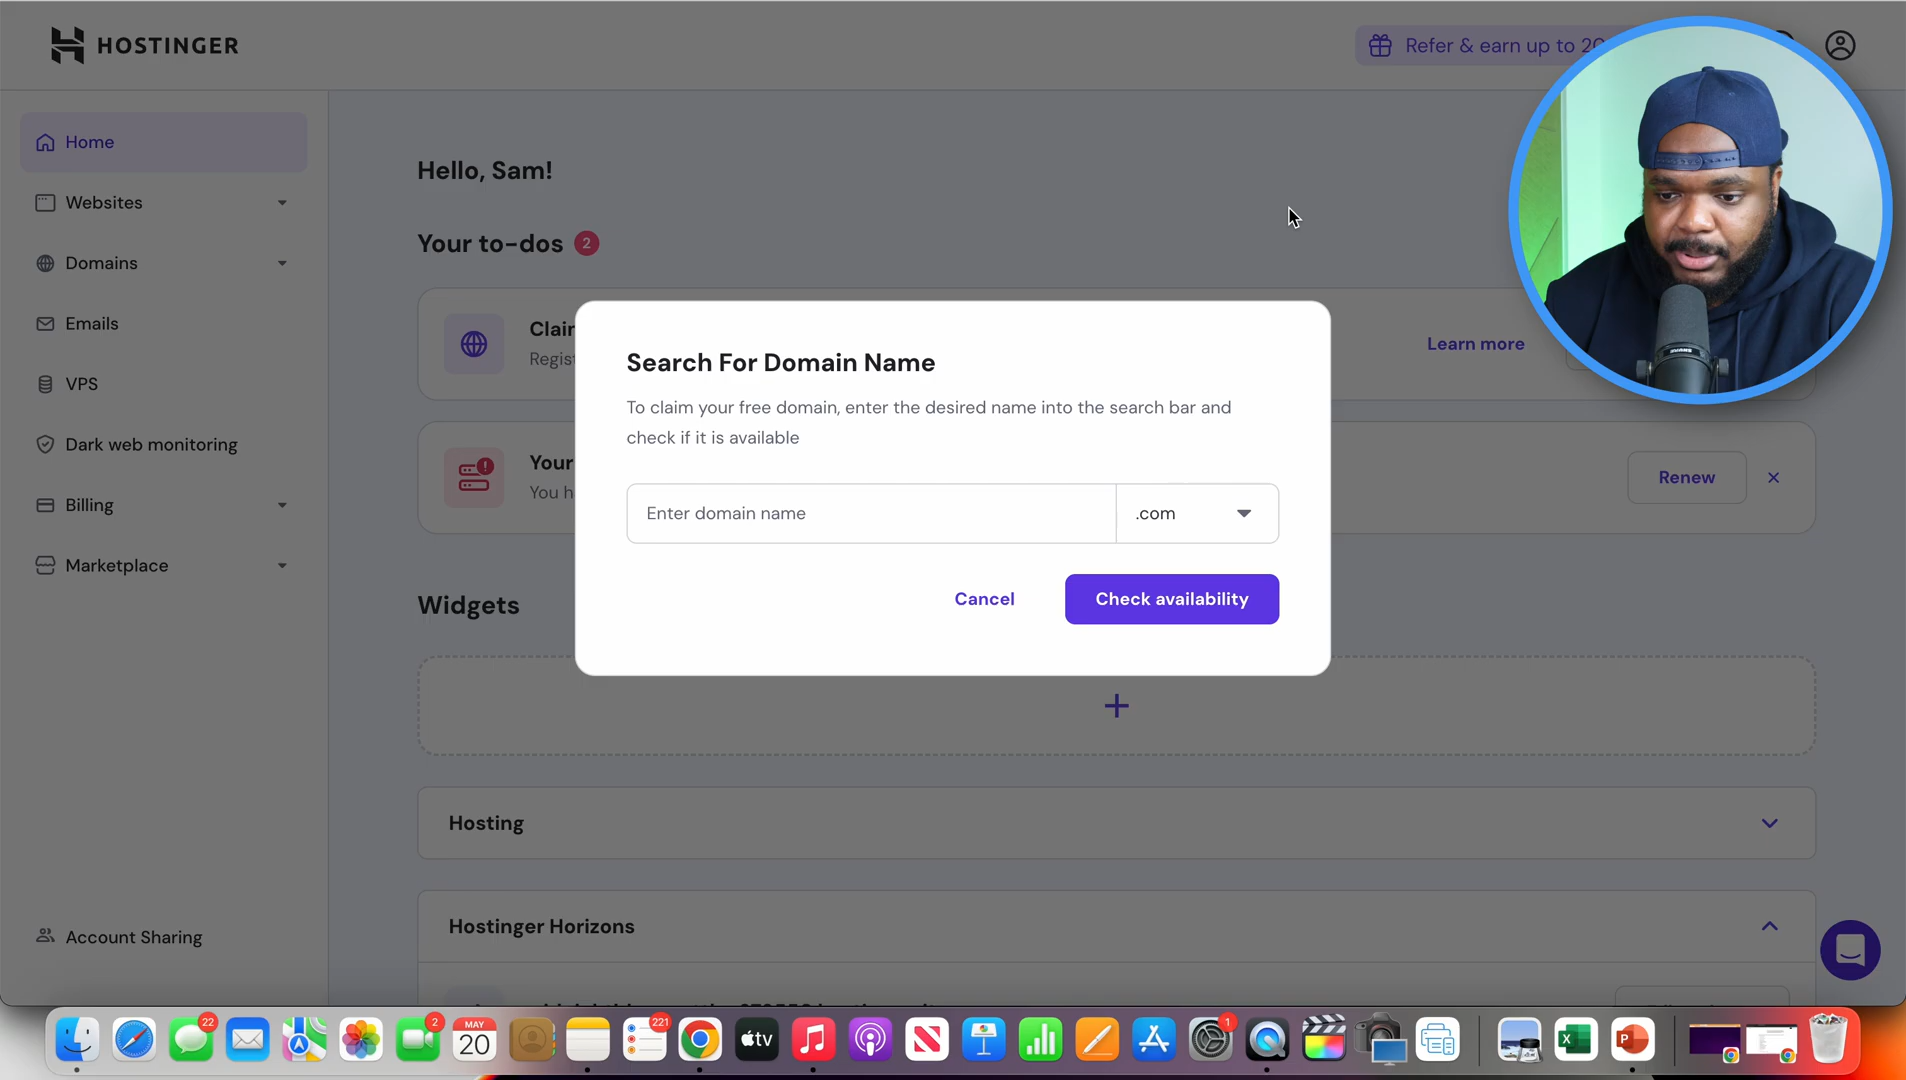 HOSTINGER
Refer & earn up to 20
Home
Websites
Domains
Emails
VPS
Dark web monitoring
Billing
Marketplace
Account Sharing
Hello, Sam!
Your to-dos 2
Learn more
Your
You h
Renew
Search For Domain Name
To claim your free domain, enter the desired name into the search bar and
check if it is available
Enter domain name
.com
Cancel
Check availability
Widgets
Hosting
Hostinger Horizons
22
2
MAY
20
221
tv
1